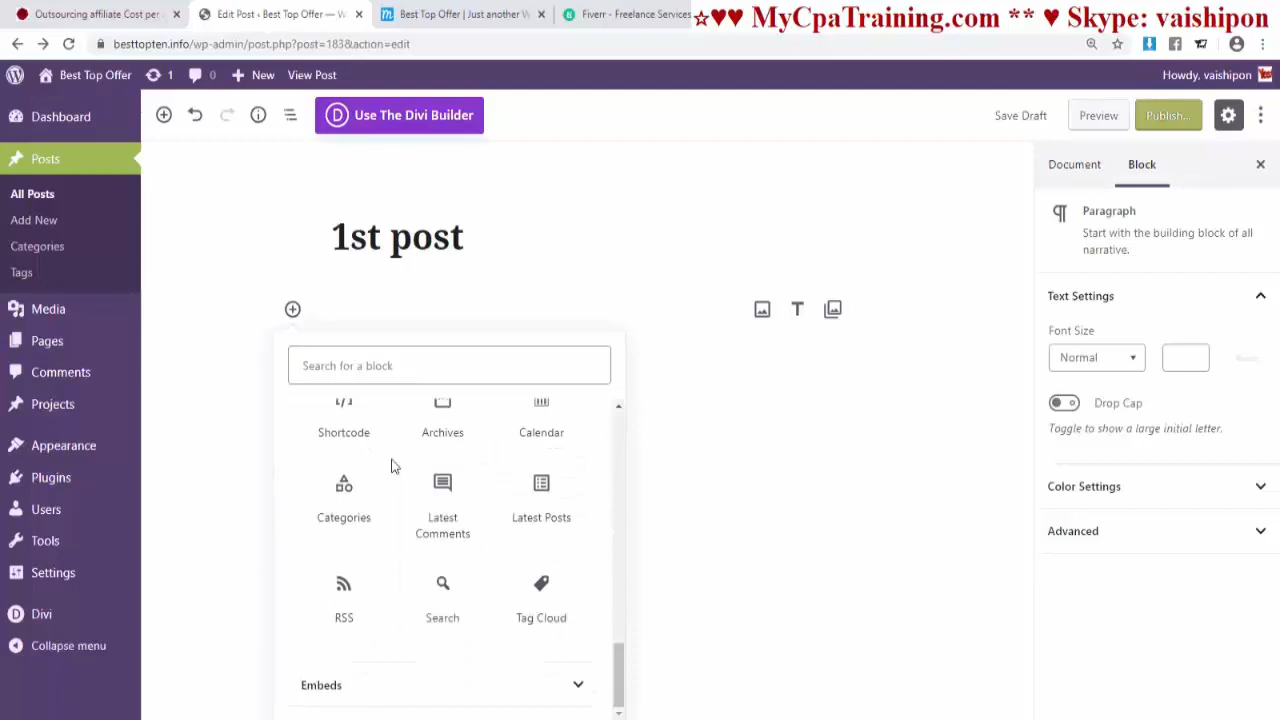 Outsourcing affiliate Cost per
Edit Post ‹ Best Top Offer — W
Best Top Offer | Just another W
Fiverr - Freelance Services
☆♥♥ MyCpaTraining.com ** ♥ Skype: vaishipon
besttopten.info/wp-admin/post.php?post=183&action=edit
Best Top Offer
1
0
New
View Post
Howdy, vaishipon
Dashboard
Posts
All Posts
Add New
Categories
Tags
Media
Pages
Comments
Projects
Appearance
Plugins
Users
Tools
Settings
Divi
Collapse menu
D Use The Divi Builder
Save Draft
Preview
Publish...
1st post
Search for a block
Shortcode
Archives
Calendar
Categories
Latest
Comments
Latest Posts
RSS
Search
Tag Cloud
Embeds
Document
Block
Paragraph
Start with the building block of all
narrative.
Text Settings
Font Size
Normal
Drop Cap
Toggle to show a large initial letter.
Color Settings
Advanced